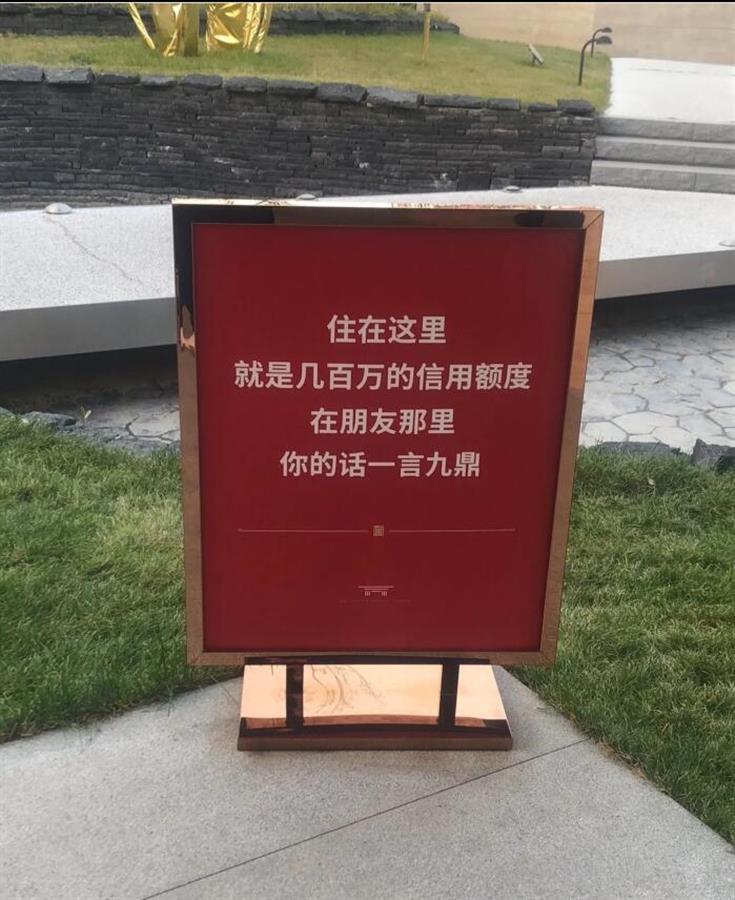 住在这里
就是几百万的信用额度
在朋友那里
你的话一言九鼎